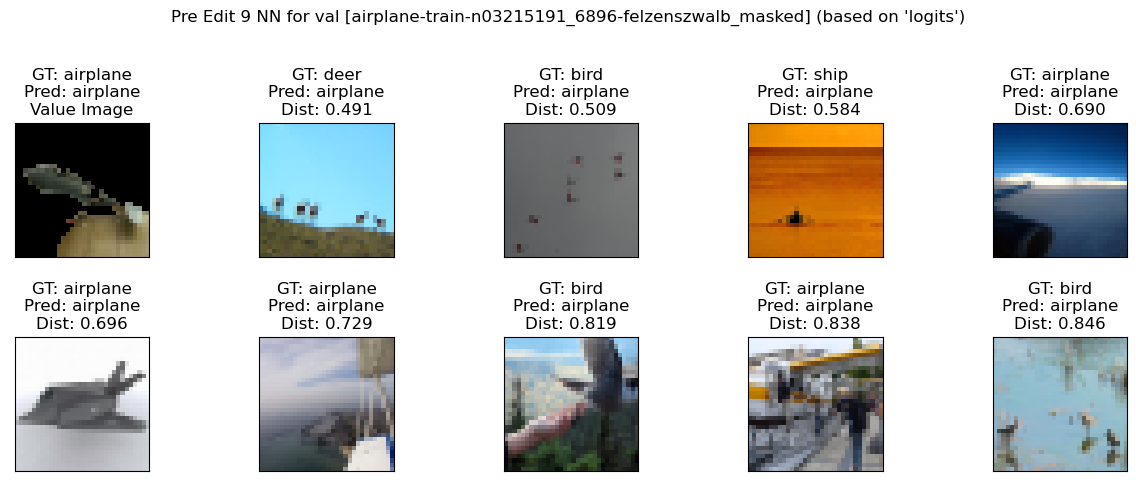 Pre Edit 9 NN for val [airplane-train-n03215191_6896-felzenszwalb_masked] (based on 'logits')
GT: airplane
Pred: airplane
Value Image
GT: deer
Pred: airplane
Dist: 0.491
GT: bird
Pred: airplane
Dist: 0.509
GT: ship
Pred: airplane
Dist: 0.584
GT: airplane
Pred: airplane
Dist: 0.690
GT: airplane
Pred: airplane
Dist: 0.696
GT: airplane
Pred: airplane
Dist: 0.729
GT: bird
Pred: airplane
Dist: 0.819
GT: airplane
Pred: airplane
Dist: 0.838
GT: bird
Pred: airplane
Dist: 0.846